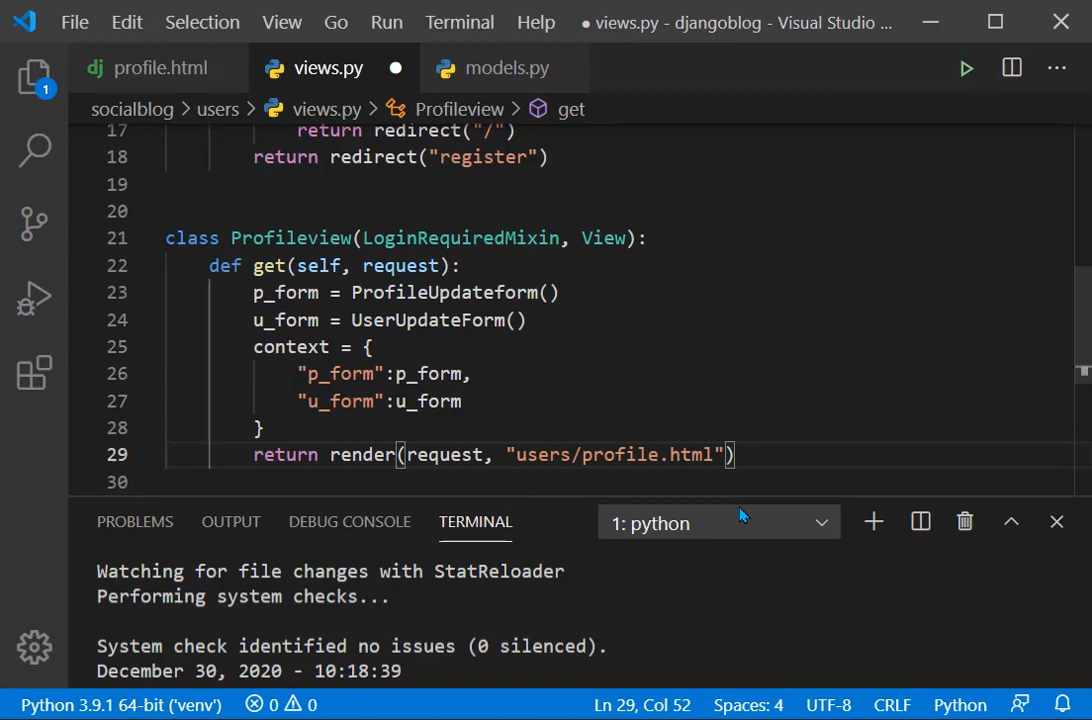 File Edit Selection View Go Run Terminal Help ● views.py - djangoblog - Visual Studio ...
profile.html views.py ● models.py
socialblog > users > views.py > Profileview > get
1
17 return redirect("/")
18 return redirect("register")
19
20
21 class Profileview(LoginRequiredMixin, View):
22 def get(self, request):
23 p_form = ProfileUpdateform()
24 u_form = UserUpdateForm()
25 context = {
26 "p_form":p_form,
27 "u_form":u_form
28 }
29 return render(request, "users/profile.html")
30
PROBLEMS OUTPUT DEBUG CONSOLE TERMINAL 1: python
Watching for file changes with StatReloader
Performing system checks...
System check identified no issues (0 silenced).
December 30, 2020 - 10:18:39
Python 3.9.1 64-bit ('venv') 0 0 Ln 29, Col 52 Spaces: 4 UTF-8 CRLF Python